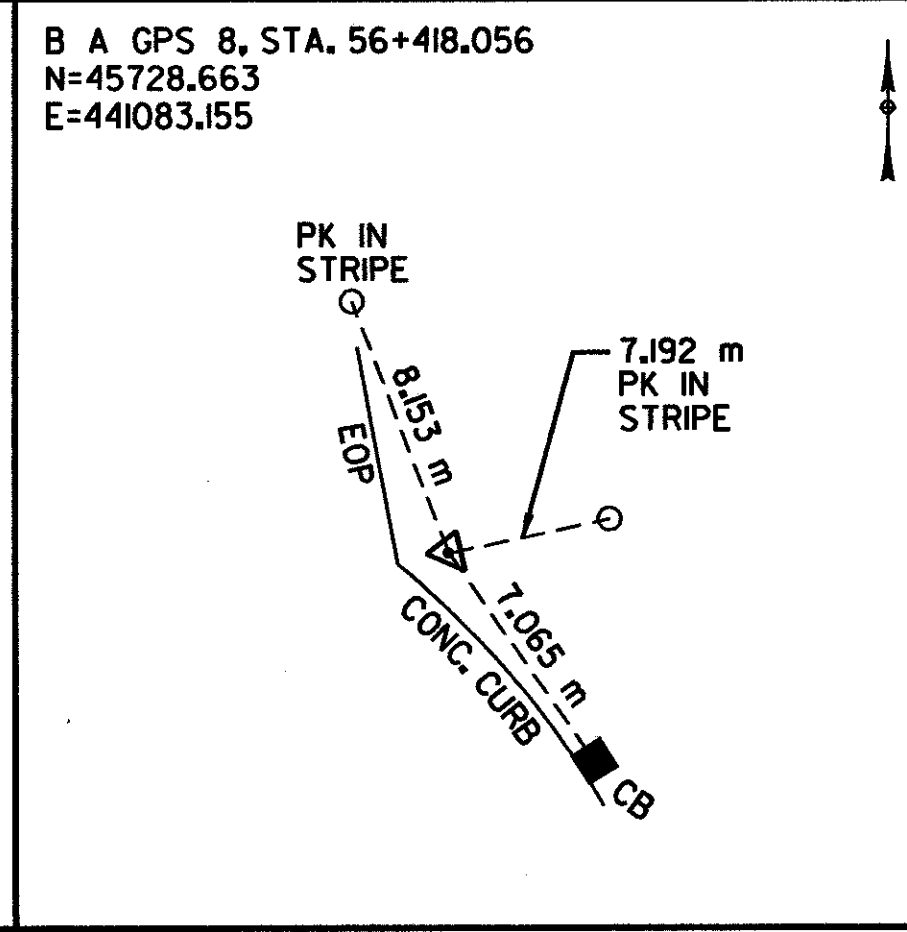 B A GPS 8, STA. 56+418.056
N=45728.663
E=441083.155
PK IN
STRIPE
7.192 m
PK IN
STRIPE
8.153 m
EOP
7.065 m
CONC. CURB
CB